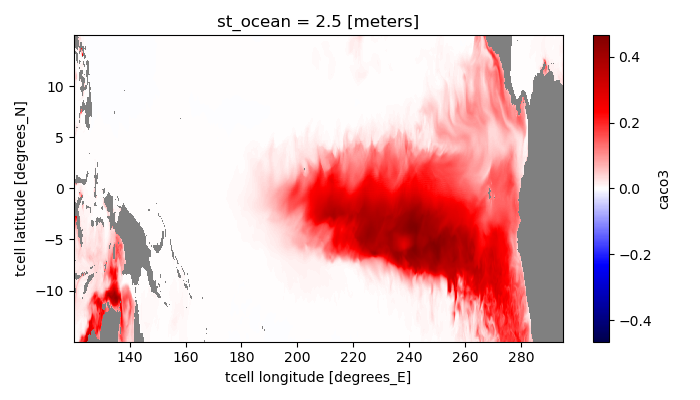 st_ocean = 2.5 [meters]
10
5
0
−5
−10
tcell latitude [degrees_N]
140 160 180 200 220 240 260 280
tcell longitude [degrees_E]
0.4
0.2
0.0
−0.2
−0.4
caco3